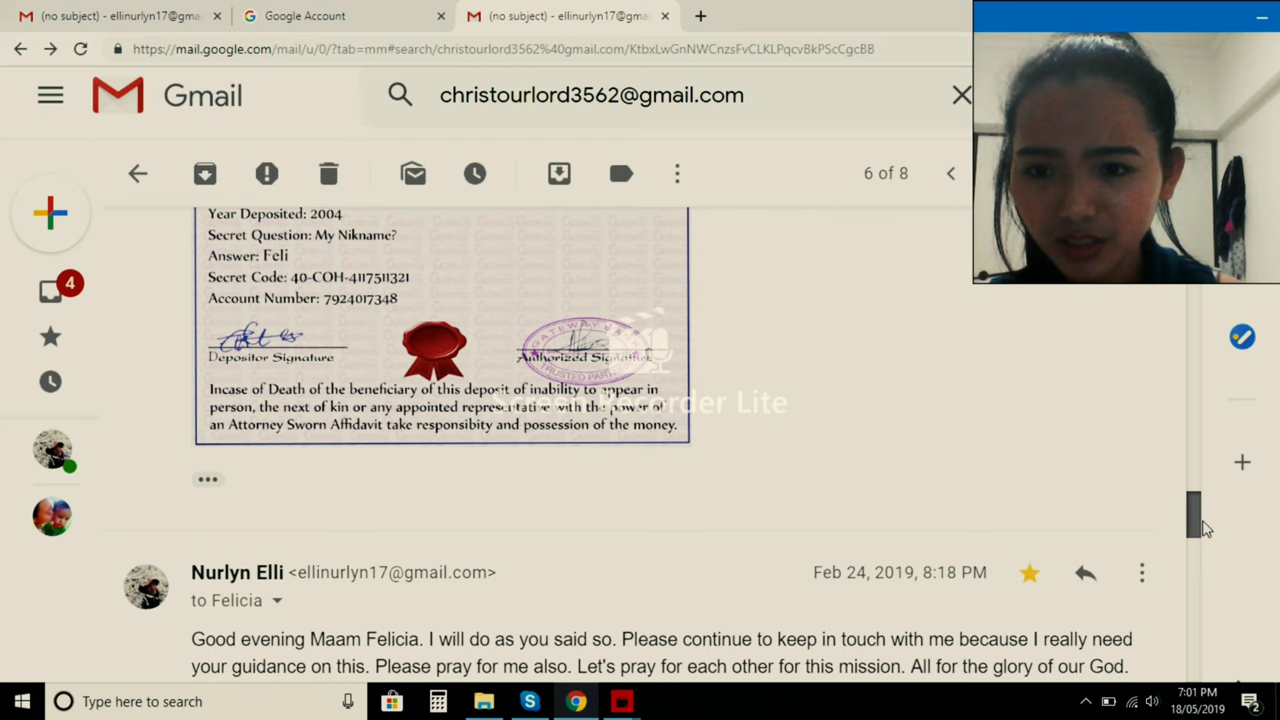 (no subject) - ellinurlyn17@gma
Google Account
(no subject) - ellinurlyn17@gma
https://mail.google.com/mail/u/0/?tab=mm#search/christourlord3562%40gmail.com/KtbxLwGnNWCnzsFvCLKLPqcvBkPScCgcBB
Gmail
christourlord3562@gmail.com
6 of 8
4
Year Deposited: 2004
Secret Question: My Nikname?
Answer: Feli
Secret Code: 40-COH-4117511321
Account Number: 7924017348
GATEWAY BANK
Depositor Signature
Authorized Signature
TRUSTED PART
Incase of Death of the beneficiary of this deposit of inability to appear in
person, the next of kin or any appointed representative with the power of
an Attorney Sworn Affidavit take responsibity and possession of the money.
Screen Recorder Lite
Nurlyn Elli <ellinurlyn17@gmail.com>
Feb 24, 2019, 8:18 PM
to Felicia
Good evening Maam Felicia. I will do as you said so. Please continue to keep in touch with me because I really need
your guidance on this. Please pray for me also. Let's pray for each other for this mission. All for the glory of our God.
Type here to search
7:01 PM
18/05/2019
2